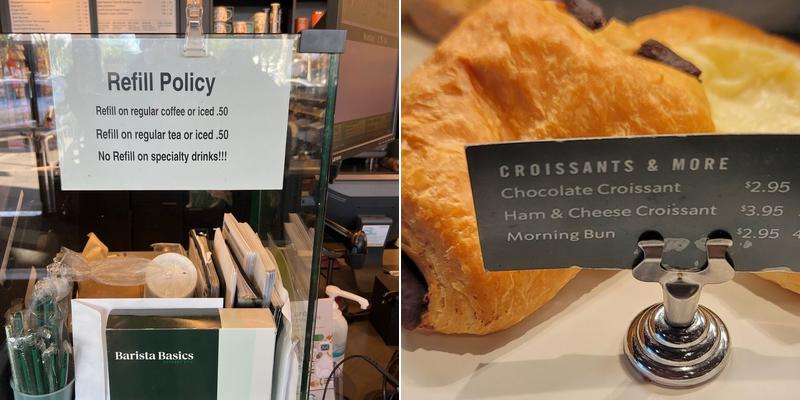 Refill Policy
Refill on regular coffee or iced .50
Refill on regular tea or iced .50
No Refill on specialty drinks!!!
Barista Basics
CROISSANTS & MORE
Chocolate Croissant $2.95
Ham & Cheese Croissant $3.95
Morning Bun $2.95 4